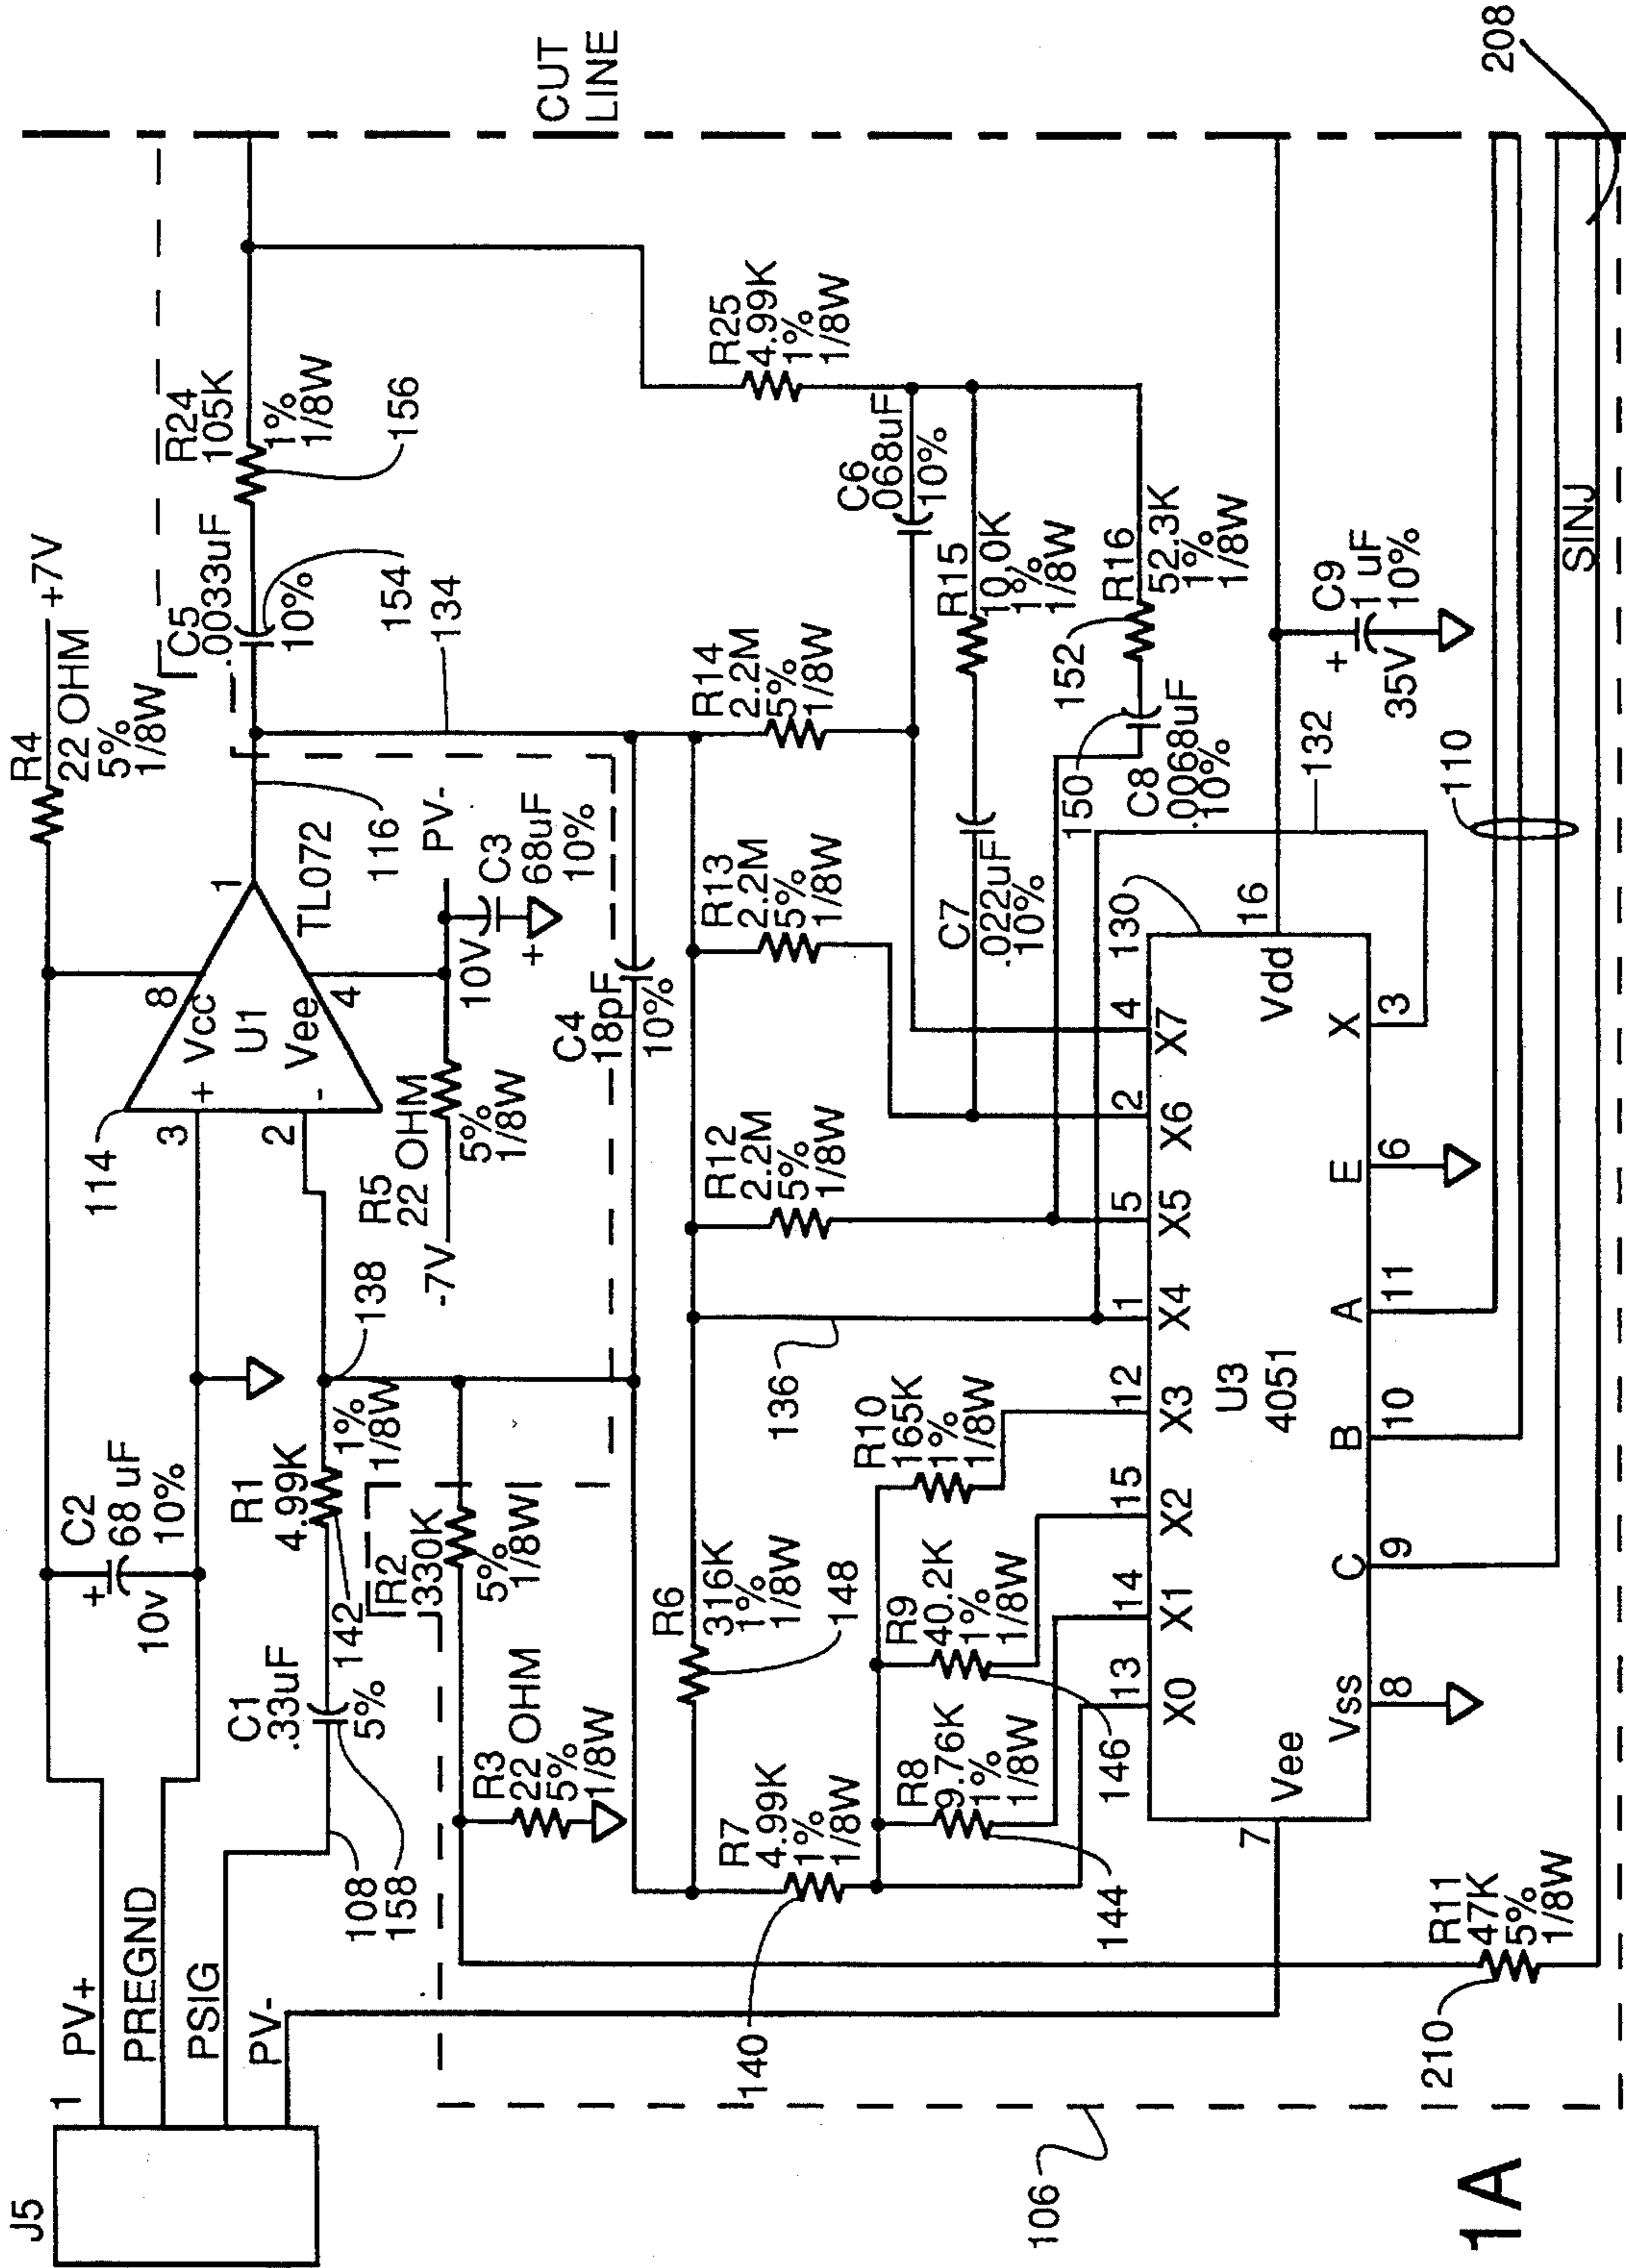 J5
1
PV+
PREGND
PSIG
PV-
108
158
C1
.33uF
5%
142
R1
4.99K
1%
1/8W
C2
68 uF
10%
+
10v
138
114
3
2
+
-
8
Vcc
U1
Vee
4
1
TL072
116
R4
22 OHM
5%
1/8W
+7V
R5
22 OHM
5%
1/8W
-7V
PV-
10V
+
C3
68uF
10%
C5
.0033uF
10%
154
134
R24
105K
1%
1/8W
156
CUT
LINE
R2
330K
5%
1/8W
R3
22 OHM
5%
1/8W
C4
18pF
10%
R6
316K
1%
1/8W
148
R7
4.99K
1%
1/8W
140
R8
9.76K
1%
1/8W
144
R9
40.2K
1%
1/8W
146
R10
165K
1%
1/8W
136
R12
2.2M
5%
1/8W
R13
2.2M
5%
1/8W
R14
2.2M
5%
1/8W
R25
4.99K
1%
1/8W
C6
.068uF
10%
C7
.022uF
10%
R15
10.0K
1%
1/8W
150
C8
.0068uF
10%
152
R16
52.3K
1%
1/8W
130
132
13
14
15
12
1
5
2
4
X0
X1
X2
X3
X4
X5
X6
X7
7
Vee
U3
4051
Vdd
16
Vss
C
B
A
E
X
8
9
10
11
6
3
+
35V
C9
1 uF
10%
110
SINJ
208
R11
47K
5%
1/8W
210
106
1A